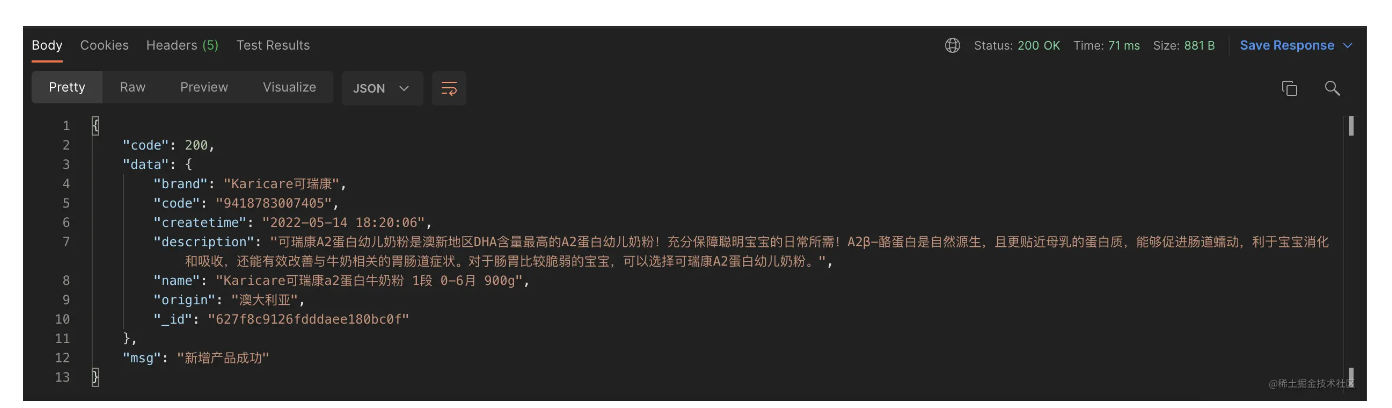 Body Cookies Headers (5) Test Results Status: 200 OK Time: 71 ms Size: 881 B Save Response
Pretty Raw Preview Visualize JSON
1 {
2 "code": 200,
3 "data": {
4 "brand": "Karicare可瑞康",
5 "code": "9418783007405",
6 "createtime": "2022-05-14 18:20:06",
7 "description": "可瑞康A2蛋白幼儿奶粉是澳新地区DHA含量最高的A2蛋白幼儿奶粉！充分保障聪明宝宝的日常所需！A2β-酪蛋白是自然源生，且更贴近母乳的蛋白质，能够促进肠道蠕动，利于宝宝消化
和吸收，还能有效改善与牛奶相关的胃肠道症状。对于肠胃比较脆弱的宝宝，可以选择可瑞康A2蛋白幼儿奶粉。",
8 "name": "Karicare可瑞康a2蛋白牛奶粉 1段 0-6月 900g",
9 "origin": "澳大利亚",
10 "_id": "627f8c9126fdddaee180bc0f"
11 },
12 "msg": "新增产品成功"
13 }
@稀土掘金技术社区